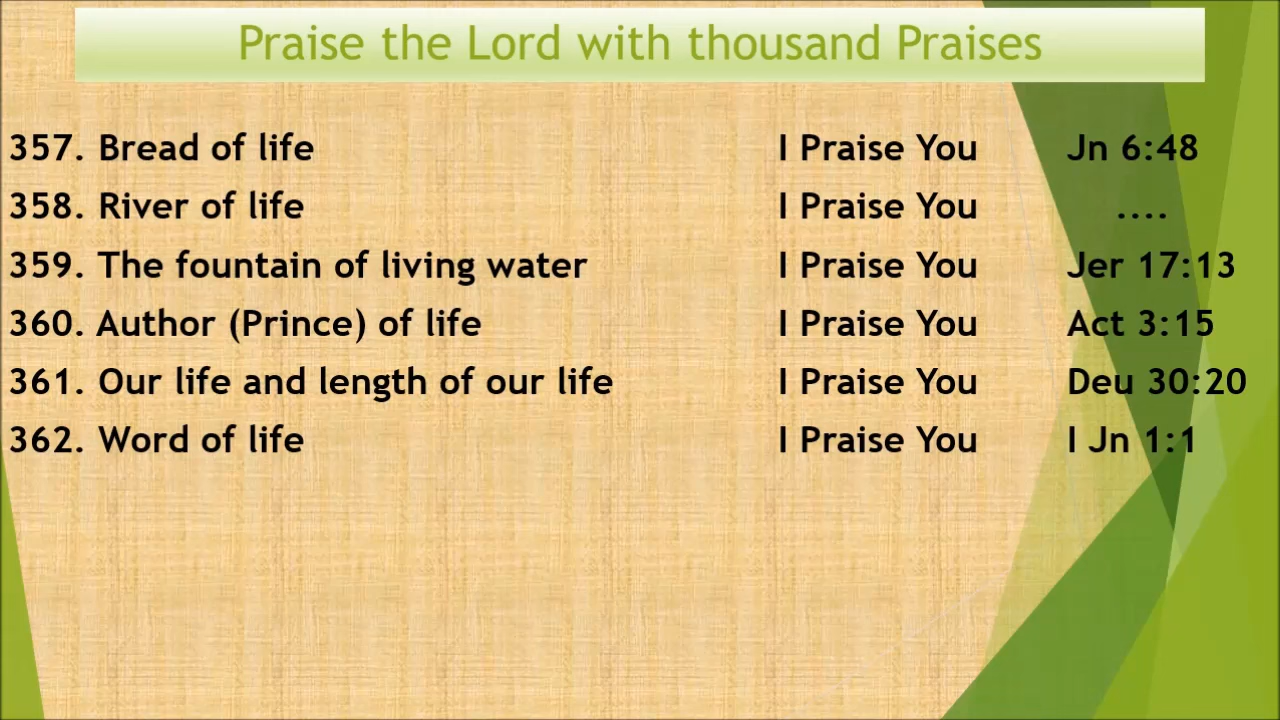 Praise the Lord with thousand Praises
357. Bread of life I Praise You Jn 6:48
358. River of life I Praise You ....
359. The fountain of living water I Praise You Jer 17:13
360. Author (Prince) of life I Praise You Act 3:15
361. Our life and length of our life I Praise You Deu 30:20
362. Word of life I Praise You I Jn 1:1